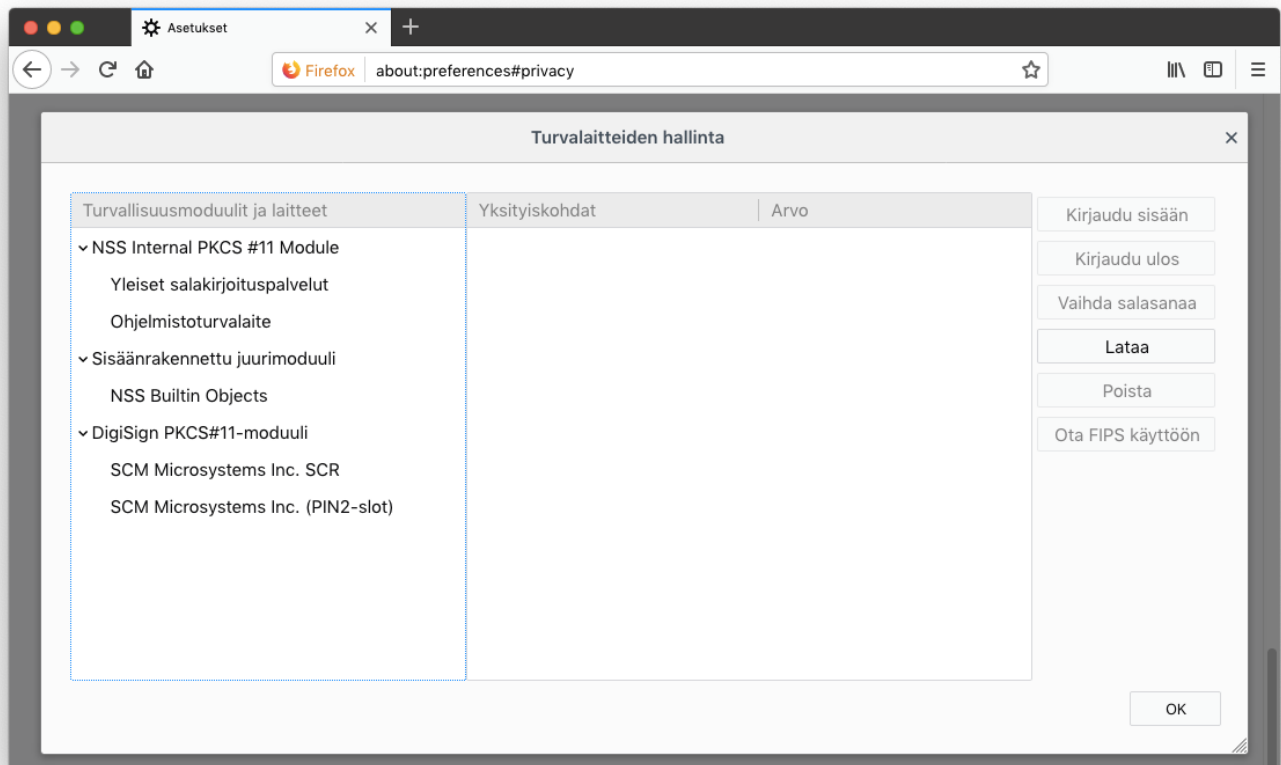 Asetukset
Firefox about:preferences#privacy
Turvalaitteiden hallinta
Turvallisuusmoduulit ja laitteet Yksityiskohdat Arvo
NSS Internal PKCS #11 Module
Yleiset salakirjoituspalvelut
Ohjelmistoturvalaite
Sisäänrakennettu juurimoduuli
NSS Builtin Objects
DigiSign PKCS#11-moduuli
SCM Microsystems Inc. SCR
SCM Microsystems Inc. (PIN2-slot)
Kirjaudu sisään
Kirjaudu ulos
Vaihda salasanaa
Lataa
Poista
Ota FIPS käyttöön
OK